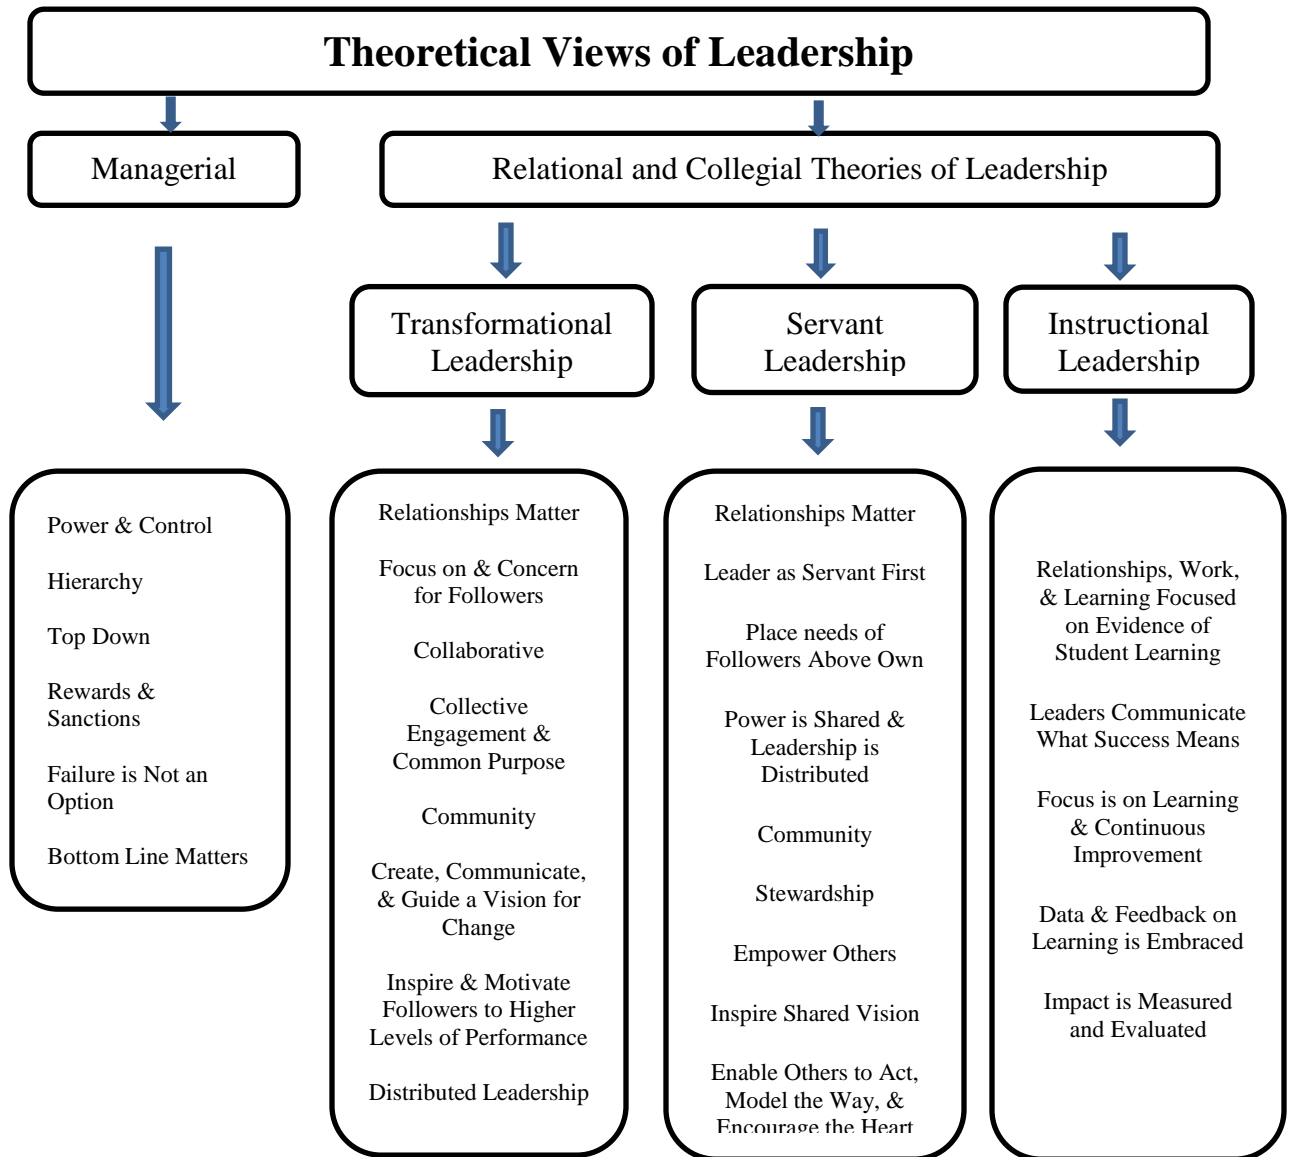 Theoretical Views of Leadership
Managerial
Relational and Collegial Theories of Leadership
Transformational
Leadership
Servant
Leadership
Instructional
Leadership
Power & Control
Hierarchy
Top Down
Rewards &
Sanctions
Failure is Not an
Option
Bottom Line Matters
Relationships Matter
Focus on & Concern
for Followers
Collaborative
Collective
Engagement &
Common Purpose
Community
Create, Communicate,
& Guide a Vision for
Change
Inspire & Motivate
Followers to Higher
Levels of Performance
Distributed Leadership
Relationships Matter
Leader as Servant First
Place needs of
Followers Above Own
Power is Shared &
Leadership is
Distributed
Community
Stewardship
Empower Others
Inspire Shared Vision
Enable Others to Act,
Model the Way, &
Encourage the Heart
Relationships, Work,
& Learning Focused
on Evidence of
Student Learning
Leaders Communicate
What Success Means
Focus is on Learning
& Continuous
Improvement
Data & Feedback on
Learning is Embraced
Impact is Measured
and Evaluated